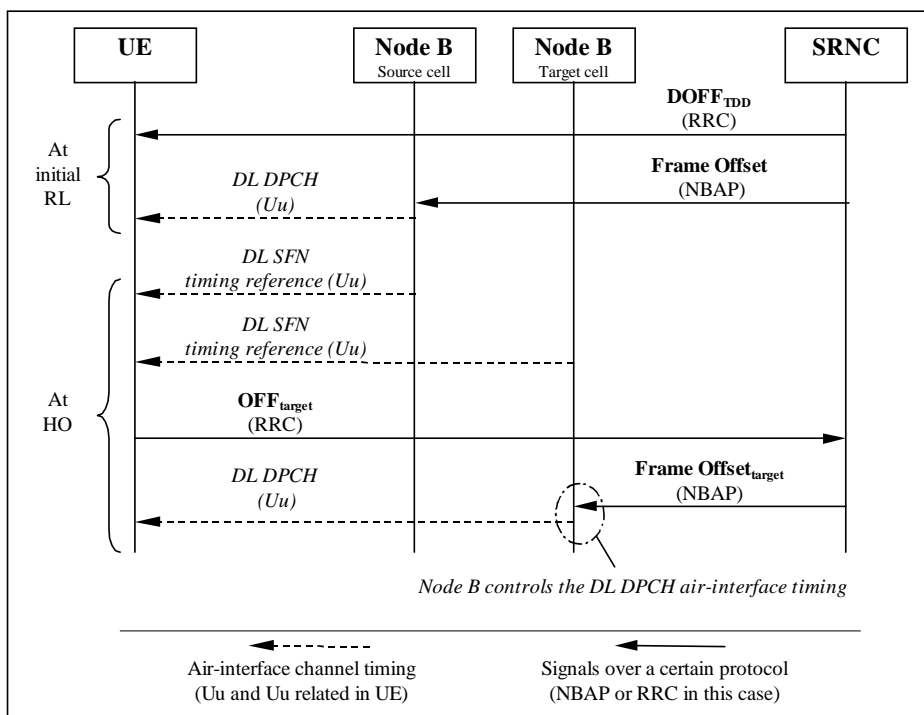 UE
Node B
Source cell
Node B
Target cell
SRNC
DOFFTDD
(RRC)
At
initial
RL
Frame Offset
(NBAP)
DL DPCH
(Uu)
DL SFN
timing reference (Uu)
DL SFN
timing reference (Uu)
At
HO
OFFtarget
(RRC)
Frame Offsettarget
(NBAP)
DL DPCH
(Uu)
Node B controls the DL DPCH air-interface timing
Air-interface channel timing
(Uu and Uu related in UE)
Signals over a certain protocol
(NBAP or RRC in this case)